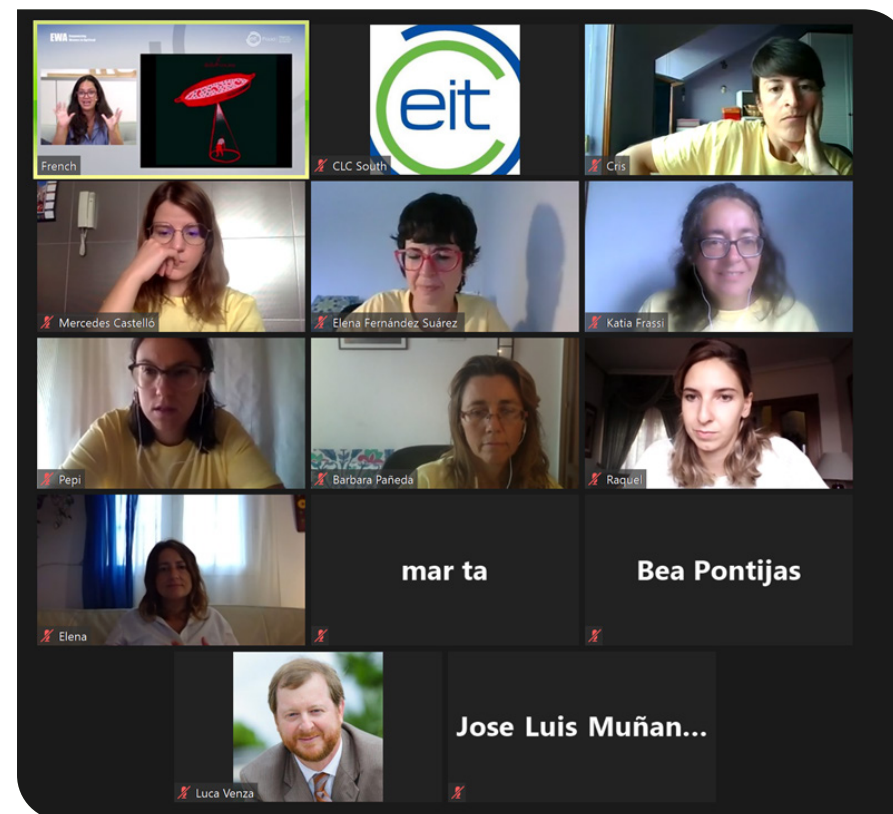 EWA
eit
French
eit
CLC South
Cris
Mercedes Castelló
Elena Fernández Suárez
Katia Frassi
Pepi
Barbara Pañeda
Raquel
Elena
mar ta
Bea Pontijas
Luca Venza
Jose Luis Muñan...